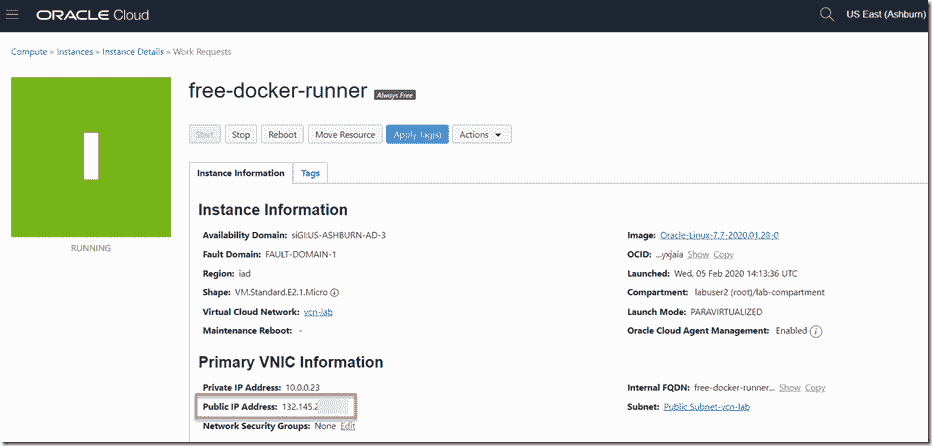 ORACLE Cloud
US East (Ashburn)
Compute » Instances » Instance Details » Work Requests
free-docker-runner Always Free
Start Stop Reboot Move Resource Apply Tag(s) Actions
Instance Information Tags
Instance Information
Availability Domain: siGI:US-ASHBURN-AD-3
Fault Domain: FAULT-DOMAIN-1
Region: iad
Shape: VM.Standard.E2.1.Micro
Virtual Cloud Network: vcn-lab
Maintenance Reboot: -
Image: Oracle-Linux-7.7-2020.01.28-0
OCID: ...yxjaia Show Copy
Launched: Wed, 05 Feb 2020 14:13:36 UTC
Compartment: labuser2 (root)/lab-compartment
Launch Mode: PARAVIRTUALIZED
Oracle Cloud Agent Management: Enabled
RUNNING
Primary VNIC Information
Private IP Address: 10.0.0.23
Public IP Address: 132.145.2
Network Security Groups: None Edit
Internal FQDN: free-docker-runner... Show Copy
Subnet: Public Subnet-vcn-lab